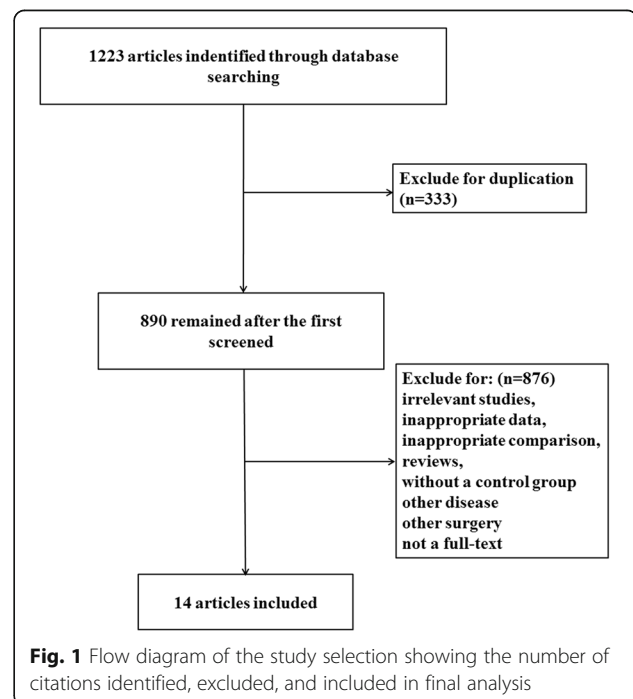 1223 articles indentified through database
searching
Exclude for duplication
(n=333)
890 remained after the first
screened
Exclude for: (n=876)
irrelevant studies,
inappropriate data,
inappropriate comparison,
reviews,
without a control group
other disease
other surgery
not a full-text
14 articles included
Fig. 1 Flow diagram of the study selection showing the number of
citations identified, excluded, and included in final analysis